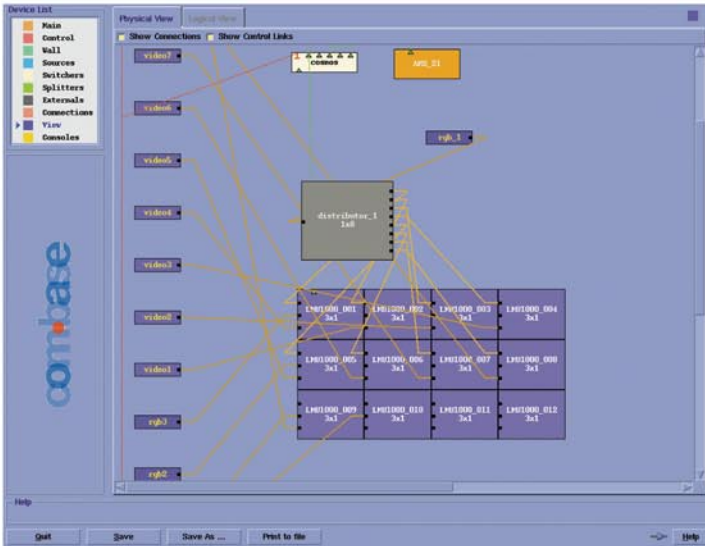 Device List
Main
Control
Wall
Sources
Switchers
Splitters
Externals
Connections
View
Consoles
Physical View
Logical View
Show Connections
Show Control Links
video7
video6
video5
video4
video3
video2
video1
rgb3
rgb2
cosmos
AMS_01
rgb_1
distributor_1
1x8
LMU1000_001
3x1
LMU1000_002
3x1
LMU1000_003
3x1
LMU1000_004
3x1
LMU1000_005
3x1
LMU1000_006
3x1
LMU1000_007
3x1
LMU1000_008
3x1
LMU1000_009
3x1
LMU1000_010
3x1
LMU1000_011
3x1
LMU1000_012
3x1
combase
Help
Quit
Save
Save As ...
Print to file
Help